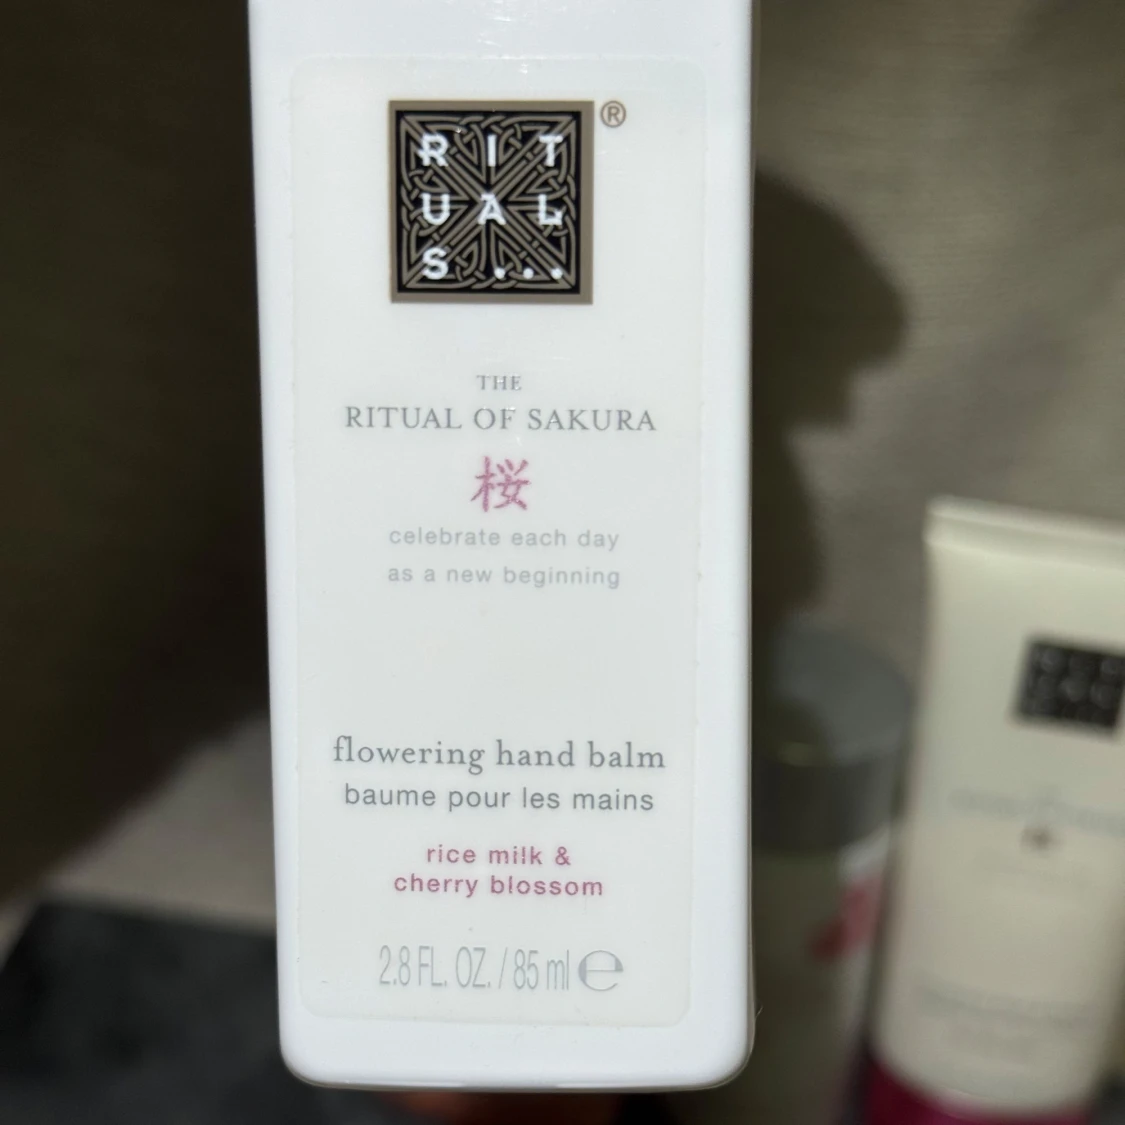 RIT
UAL
S...
®
THE
RITUAL OF SAKURA
桜
celebrate each day
as a new beginning
flowering hand balm
baume pour les mains
rice milk &
cherry blossom
2.8 FL. OZ. / 85 ml ℮